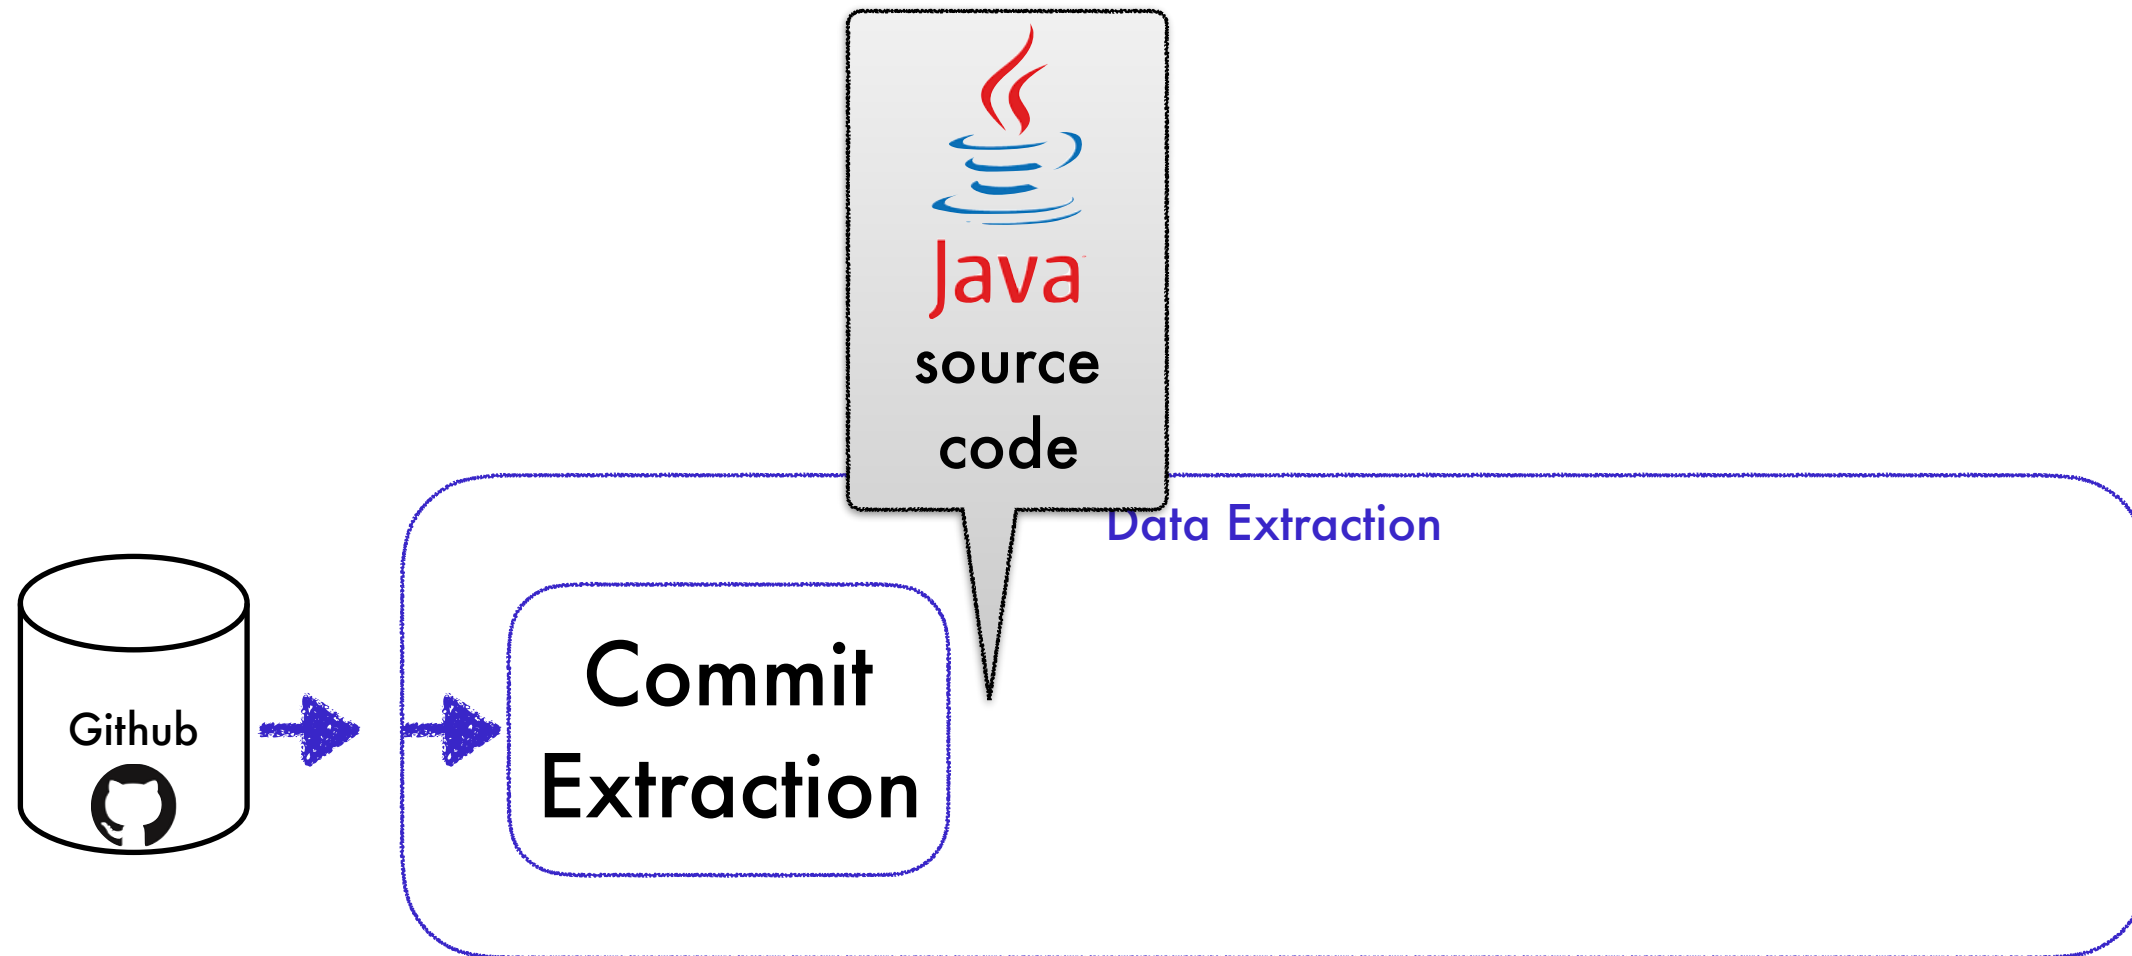 Java
source
code
Data Extraction
Commit
Extraction
Github